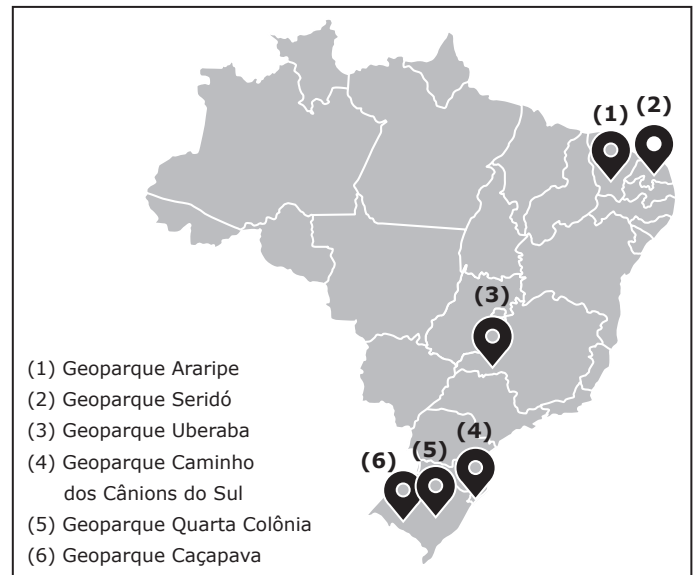 (1)
(2)
(3)
(4)
(5)
(6)
(1) Geoparque Araripe
(2) Geoparque Seridó
(3) Geoparque Uberaba
(4) Geoparque Caminho
dos Cânions do Sul
(5) Geoparque Quarta Colônia
(6) Geoparque Caçapava